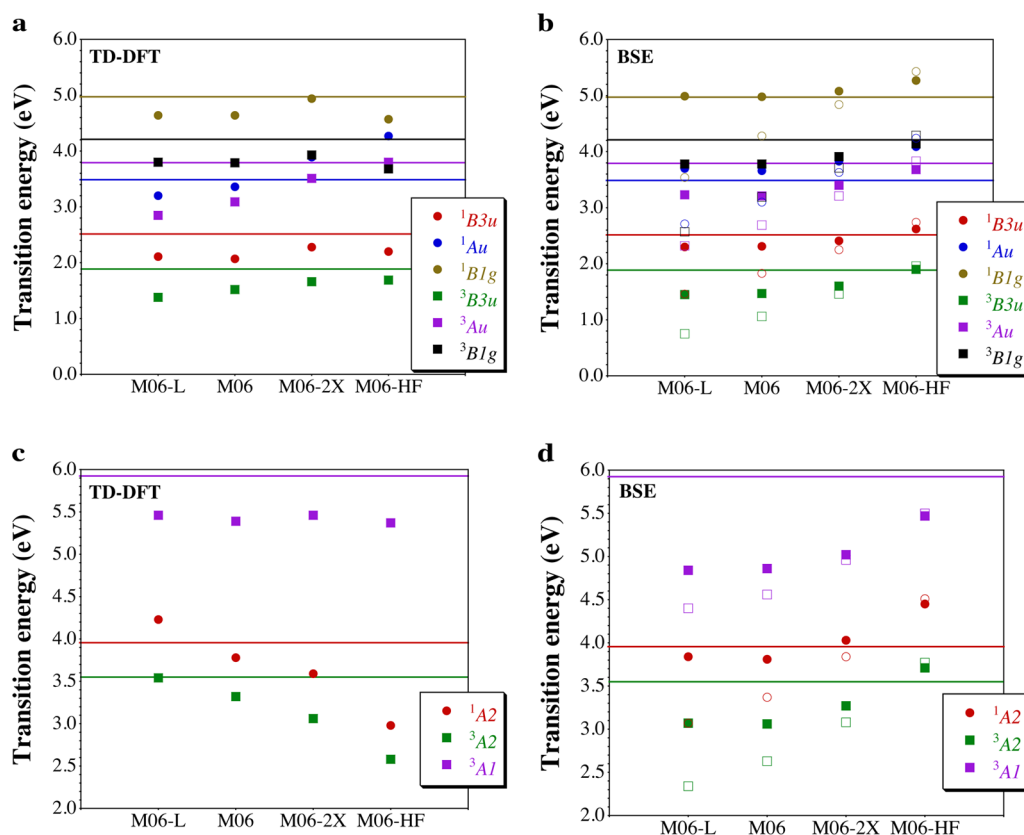 a
TD-DFT
Transition energy (eV)
6.0
5.0
4.0
3.0
2.0
1.0
0.0
M06-L M06 M06-2X M06-HF
1B3u
1Au
1B1g
3B3u
3Au
3B1g
b
BSE
Transition energy (eV)
6.0
5.0
4.0
3.0
2.0
1.0
0.0
M06-L M06 M06-2X M06-HF
1B3u
1Au
1B1g
3B3u
3Au
3B1g
c
TD-DFT
Transition energy (eV)
6.0
5.5
5.0
4.5
4.0
3.5
3.0
2.5
2.0
M06-L M06 M06-2X M06-HF
1A2
3A2
3A1
d
BSE
Transition energy (eV)
6.0
5.5
5.0
4.5
4.0
3.5
3.0
2.5
2.0
M06-L M06 M06-2X M06-HF
1A2
3A2
3A1